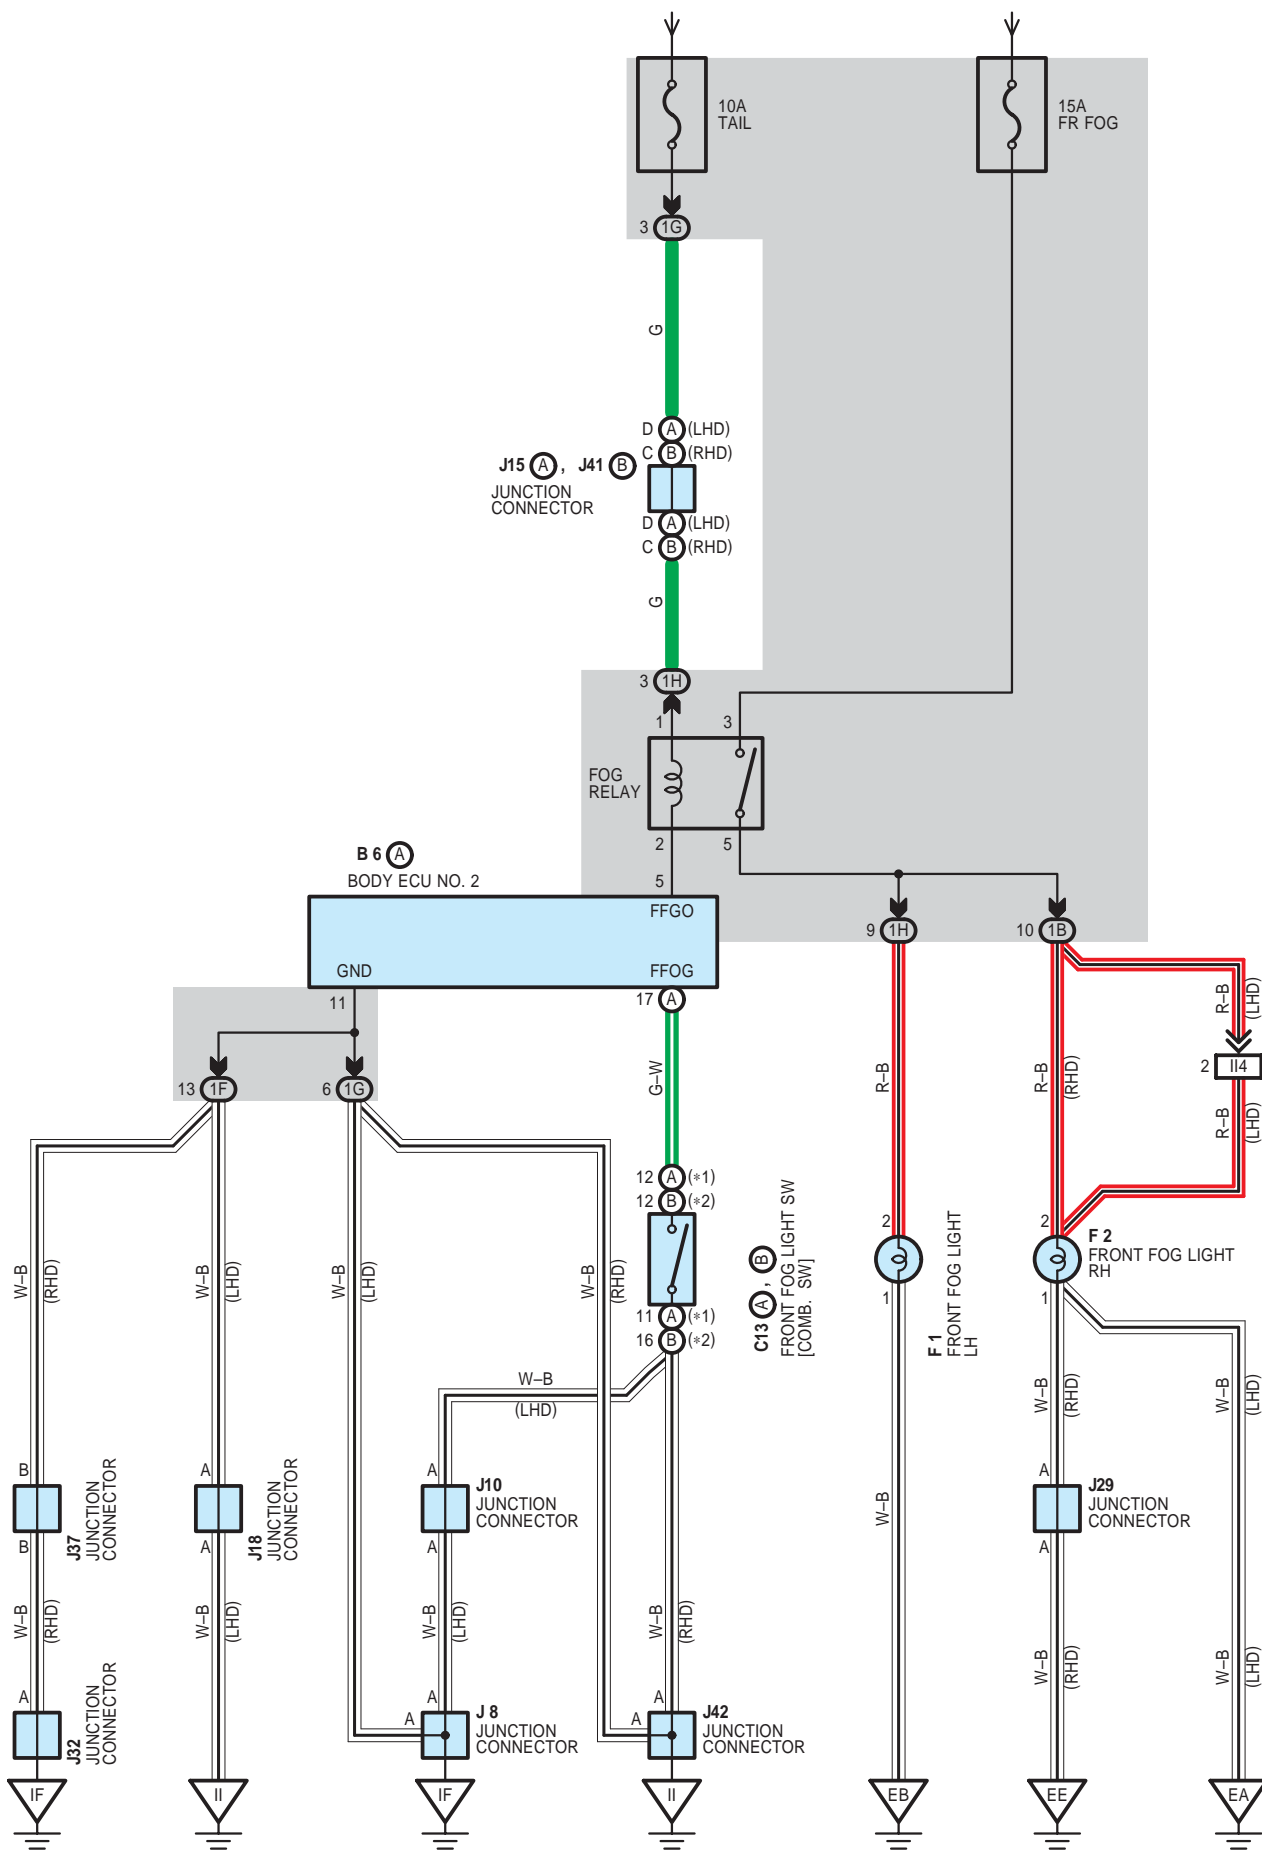 10A
TAIL
15A
FR FOG
3 1G
G
D A (LHD)
C B (RHD)
J15 A , J41 B
JUNCTION
CONNECTOR
D A (LHD)
C B (RHD)
G
3 1H
1 3
FOG
RELAY
2 5
B 6 A
BODY ECU NO. 2
5
FFGO
GND
FFOG
11
17 A
9 1H
10 1B
R–B
(LHD)
2 II4
R–B
(LHD)
13 1F
6 1G
G–W
R–B
R–B
(RHD)
12 A (*1)
12 B (*2)
11 A (*1)
16 B (*2)
C13 A , B
FRONT FOG LIGHT SW
[COMB. SW]
2
1
F 1
FRONT FOG LIGHT
LH
2
1
F 2
FRONT FOG LIGHT
RH
W–B
(RHD)
W–B
(LHD)
W–B
(LHD)
W–B
(RHD)
W–B
(LHD)
W–B
(RHD)
W–B
(LHD)
B
B
J37
JUNCTION
CONNECTOR
A
A
J18
JUNCTION
CONNECTOR
A
A
J10
JUNCTION
CONNECTOR
W–B
A
A
J29
JUNCTION
CONNECTOR
W–B
(RHD)
W–B
(LHD)
W–B
(LHD)
W–B
(RHD)
W–B
(RHD)
W–B
(LHD)
A
J32
JUNCTION
CONNECTOR
A
A
J 8
JUNCTION
CONNECTOR
A
A
J42
JUNCTION
CONNECTOR
IF
II
IF
II
EB
EE
EA